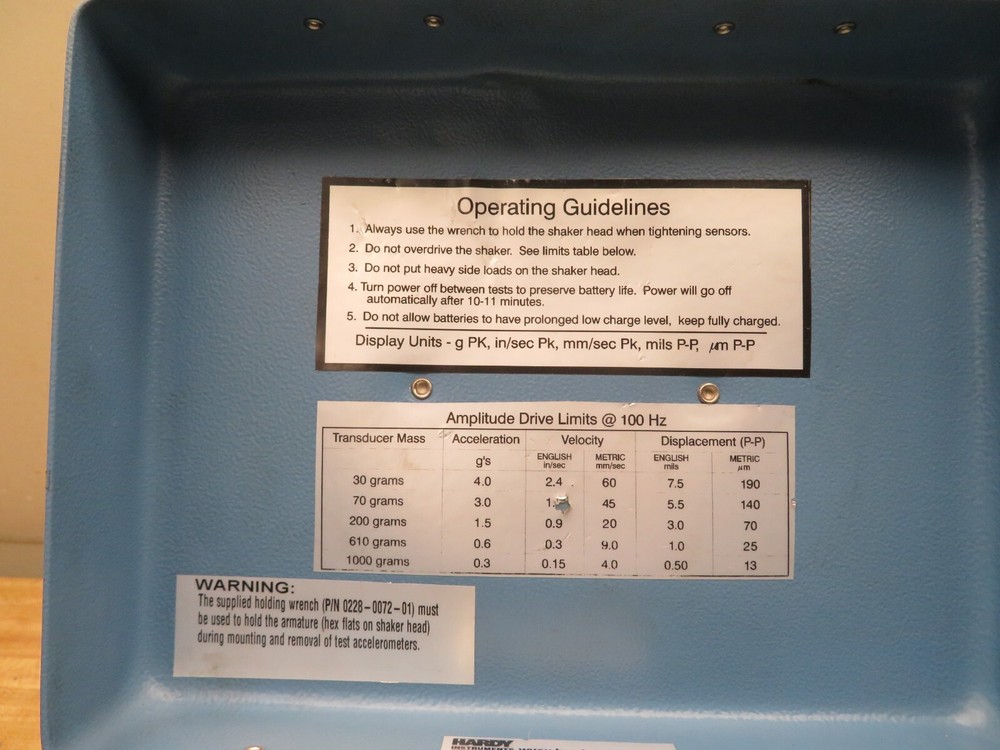 Operating Guidelines
1. Always use the wrench to hold the shaker head when tightening sensors.
2. Do not overdrive the shaker. See limits table below.
3. Do not put heavy side loads on the shaker head.
4. Turn power off between tests to preserve battery life. Power will go off
automatically after 10-11 minutes.
5. Do not allow batteries to have prolonged low charge level, keep fully charged.
Display Units - g PK, in/sec Pk, mm/sec Pk, mils P-P, µm P-P
Amplitude Drive Limits @ 100 Hz
Transducer Mass Acceleration Velocity Displacement (P-P)
g's ENGLISH in/sec METRIC mm/sec ENGLISH mils METRIC µm
30 grams 4.0 2.4 60 7.5 190
70 grams 3.0 45 5.5 140
200 grams 1.5 0.9 20 3.0 70
610 grams 0.6 0.3 9.0 1.0 25
1000 grams 0.3 0.15 4.0 0.50 13
WARNING:
The supplied holding wrench (P/N 0228-0072-01) must
be used to hold the armature (hex flats on shaker head)
during mounting and removal of test accelerometers.
HARDY
INSTRUMENTS